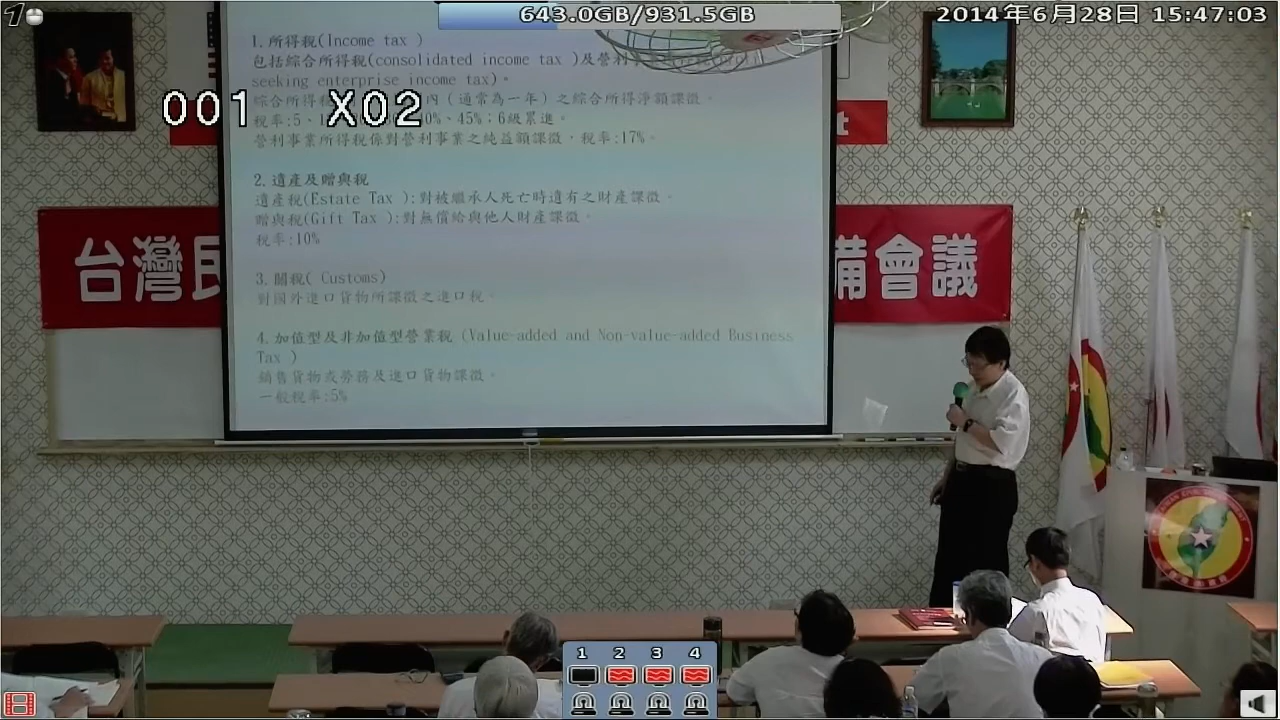 1
643.0GB/931.5GB
2014年6月28日 15:47:03
001 X02
1.所得稅(Income tax )
包括綜合所得稅(consolidated income tax )及營利
seeking enterprise income tax)。
綜合所得 內（通常為一年）之綜合所得淨額課徵。
稅率:5、 40%、45%；6級累進。
營利事業所得稅係對營利事業之純益額課徵，稅率:17%。
2.遺產及贈與稅
遺產稅(Estate Tax ):對被繼承人死亡時遺有之財產課徵。
贈與稅(Gift Tax ):對無償給與他人財產課徵。
稅率:10%
3.關稅( Customs)
對國外進口貨物所課徵之進口稅。
4.加值型及非加值型營業稅 (Value-added and Non-value-added Business
Tax )
銷售貨物或勞務及進口貨物課徵。
一般稅率:5%
t
台灣民
備會議
1 2 3 4